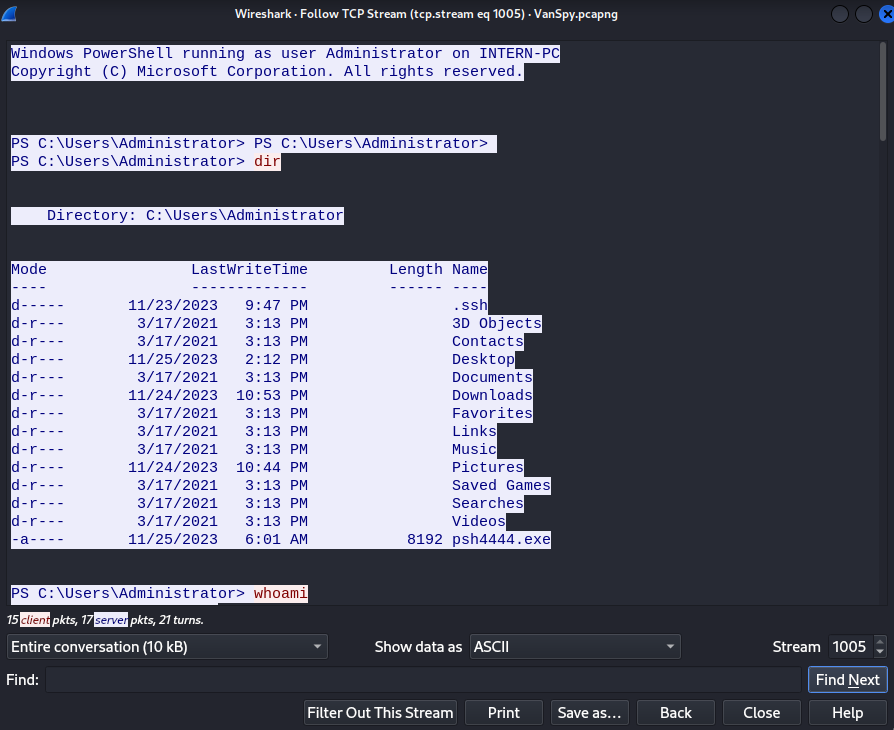 Wireshark · Follow TCP Stream (tcp.stream eq 1005) · VanSpy.pcapng
Windows PowerShell running as user Administrator on INTERN-PC
Copyright (C) Microsoft Corporation. All rights reserved.
PS C:\Users\Administrator> PS C:\Users\Administrator>
PS C:\Users\Administrator> dir
    Directory: C:\Users\Administrator
Mode                LastWriteTime         Length Name
----                -------------         ------ ----
d-----       11/23/2023   9:47 PM                .ssh
d-r---        3/17/2021   3:13 PM                3D Objects
d-r---        3/17/2021   3:13 PM                Contacts
d-r---       11/25/2023   2:12 PM                Desktop
d-r---        3/17/2021   3:13 PM                Documents
d-r---       11/24/2023  10:53 PM                Downloads
d-r---        3/17/2021   3:13 PM                Favorites
d-r---        3/17/2021   3:13 PM                Links
d-r---        3/17/2021   3:13 PM                Music
d-r---       11/24/2023  10:44 PM                Pictures
d-r---        3/17/2021   3:13 PM                Saved Games
d-r---        3/17/2021   3:13 PM                Searches
d-r---        3/17/2021   3:13 PM                Videos
-a----       11/25/2023   6:01 AM           8192 psh4444.exe
PS C:\Users\Administrator> whoami
15 client pkts, 17 server pkts, 21 turns.
Entire conversation (10 kB) Show data as ASCII Stream 1005
Find: Find Next
Filter Out This Stream Print Save as… Back Close Help